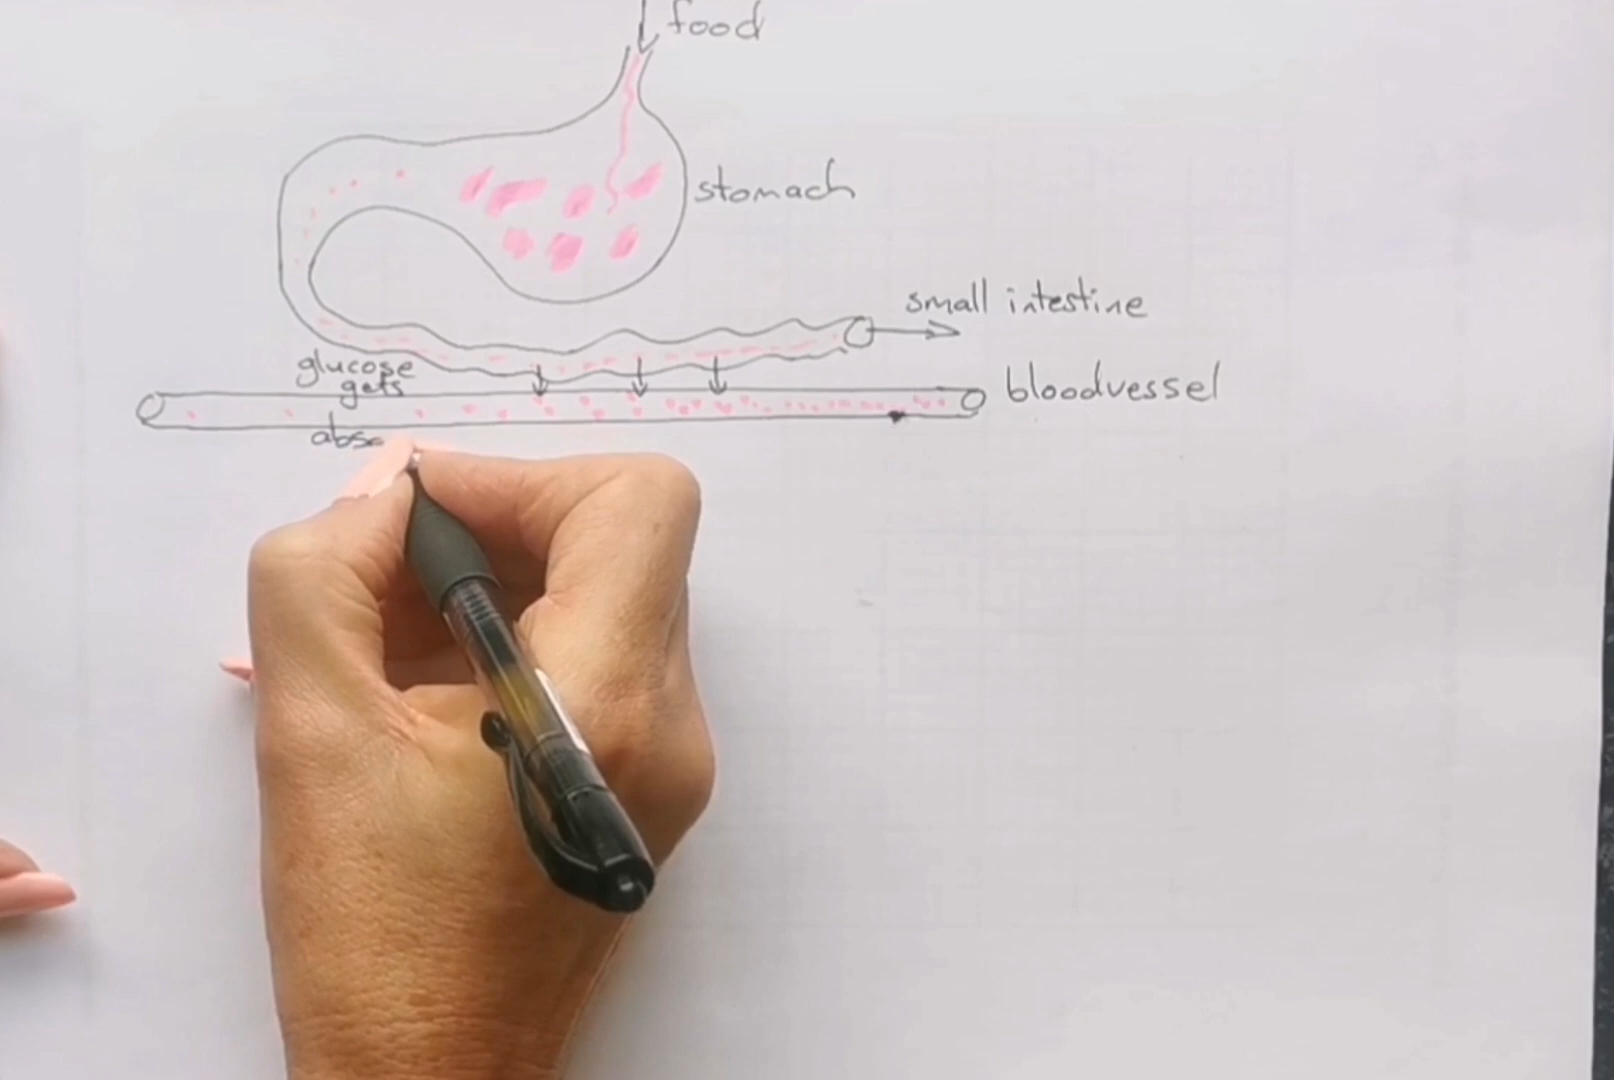 food
stomach
small intestine
glucose
gets
bloodvessel
abso